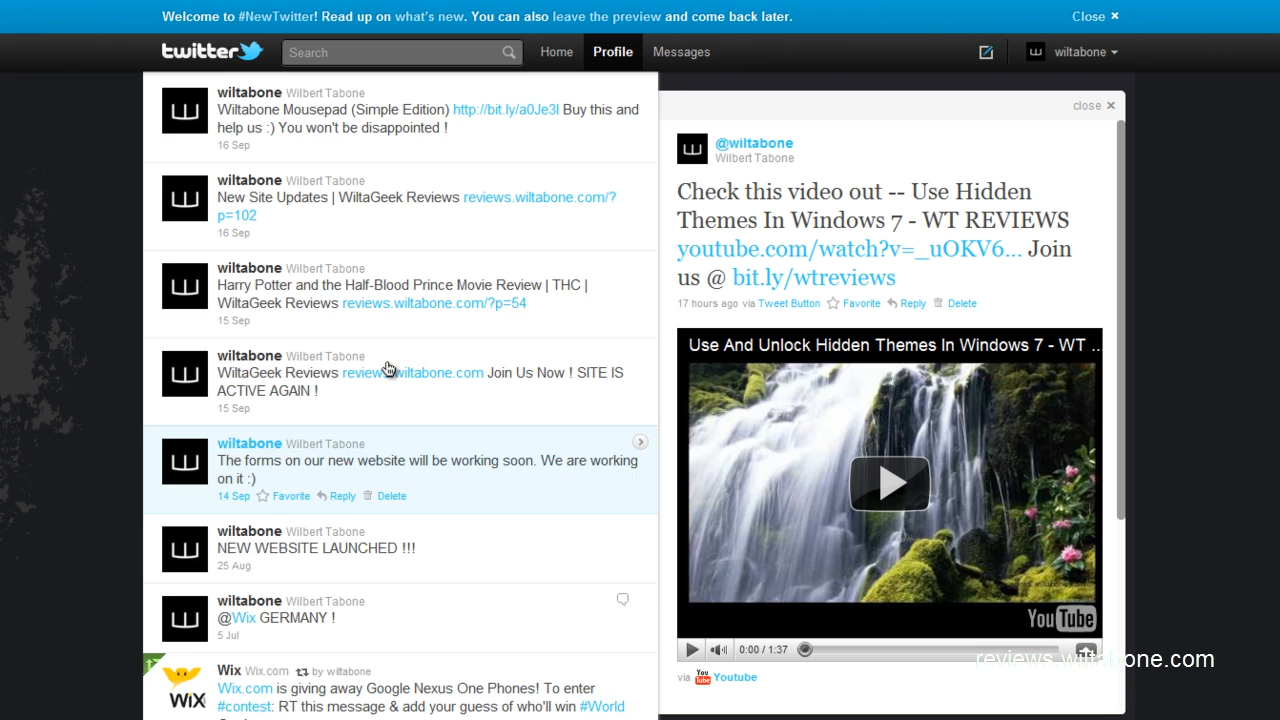 Welcome to #NewTwitter! Read up on what's new. You can also leave the preview and come back later.
Close ×
twitter
Search
Home
Profile
Messages
wiltabone
wiltabone Wilbert Tabone
Wiltabone Mousepad (Simple Edition) http://bit.ly/a0Je3l Buy this and
help us :) You won't be disappointed !
16 Sep
wiltabone Wilbert Tabone
New Site Updates | WiltaGeek Reviews reviews.wiltabone.com/?
p=102
16 Sep
wiltabone Wilbert Tabone
Harry Potter and the Half-Blood Prince Movie Review | THC |
WiltaGeek Reviews reviews.wiltabone.com/?p=54
15 Sep
wiltabone Wilbert Tabone
WiltaGeek Reviews reviews.wiltabone.com Join Us Now ! SITE IS
ACTIVE AGAIN !
15 Sep
wiltabone Wilbert Tabone
The forms on our new website will be working soon. We are working
on it :)
14 Sep Favorite Reply Delete
wiltabone Wilbert Tabone
NEW WEBSITE LAUNCHED !!!
25 Aug
wiltabone Wilbert Tabone
@Wix GERMANY !
5 Jul
Wix Wix.com by wiltabone
Wix.com is giving away Google Nexus One Phones! To enter
#contest: RT this message & add your guess of who'll win #World
WiX
close ×
@wiltabone
Wilbert Tabone
Check this video out -- Use Hidden
Themes In Windows 7 - WT REVIEWS
youtube.com/watch?v=_uOKV6... Join
us @ bit.ly/wtreviews
17 hours ago via Tweet Button Favorite Reply Delete
Use And Unlock Hidden Themes In Windows 7 - WT ...
YouTube
0:00 / 1:37
reviews.wiltabone.com
via You Tube Youtube